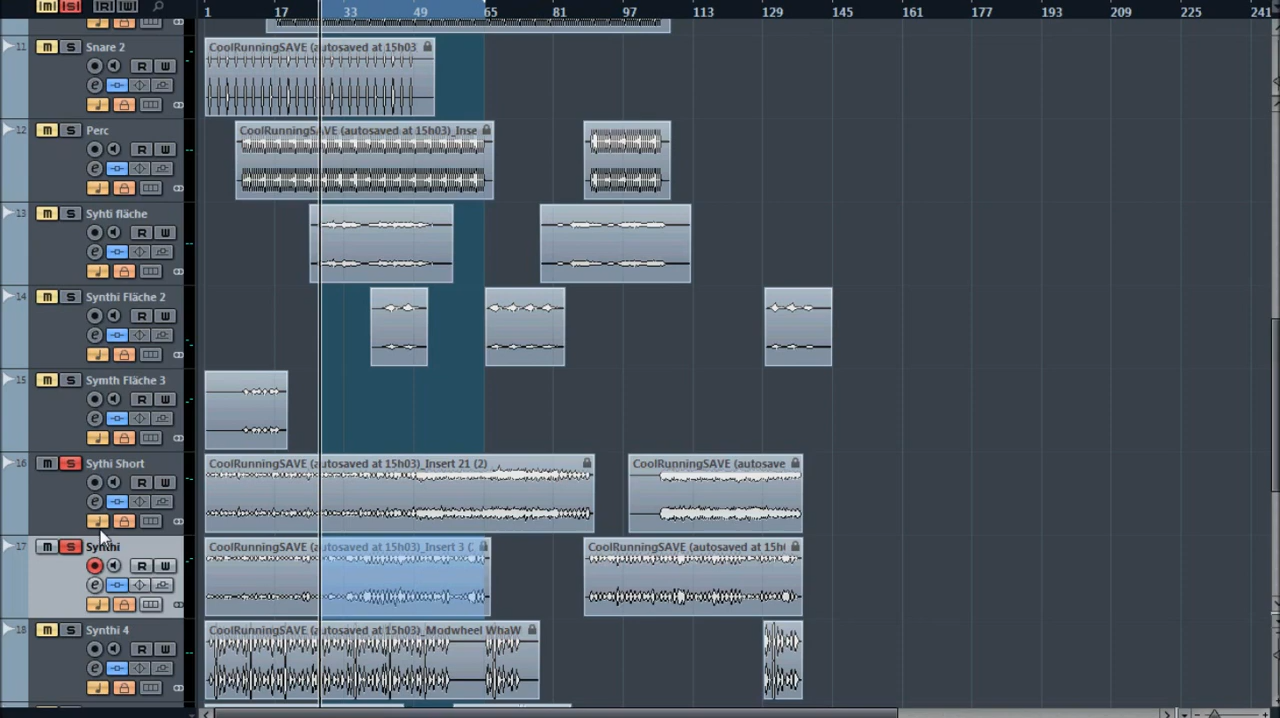 m S R W
1 17 33 49 65 81 97 113 129 145 161 177 193 209 225 241
11 m S Snare 2 CoolRunningSAVE (autosaved at 15h03
R W
e
12 m S Perc CoolRunningSAVE (autosaved at 15h03)_Inse
R W
e
13 m S Syhti fläche
R W
e
14 m S Synthi Fläche 2
R W
e
15 m S Symth Fläche 3
R W
e
16 m S Sythi Short CoolRunningSAVE (autosaved at 15h03)_Insert 21 (2) CoolRunningSAVE (autosave
R W
e
17 m S Synthi CoolRunningSAVE (autosaved at 15h03)_Insert 3 ( CoolRunningSAVE (autosaved at 15h
R W
e
18 m S Synthi 4 CoolRunningSAVE (autosaved at 15h03)_Modwheel WhaW
R W
e